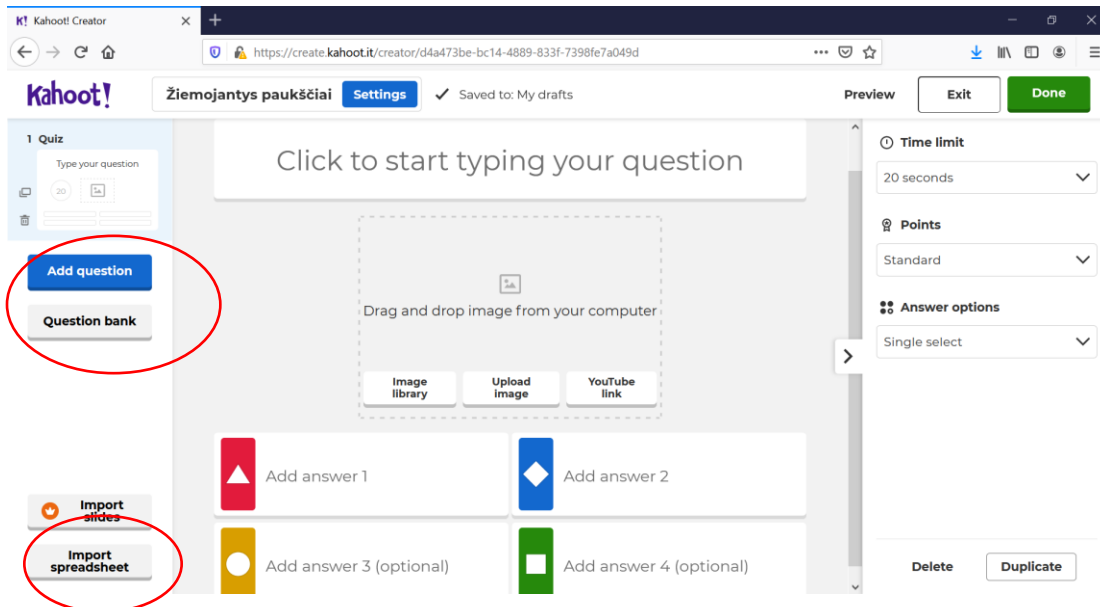 K! Kahoot! Creator
https://create.kahoot.it/creator/d4a473be-bc14-4889-833f-7398fe7a049d
Kahoot!
Žiemojantys paukščiai
Settings
Saved to: My drafts
Preview
Exit
Done
1 Quiz
Type your question
20
Add question
Question bank
Import
slides
Import
spreadsheet
Click to start typing your question
Drag and drop image from your computer
Image
library
Upload
image
YouTube
link
Add answer 1
Add answer 2
Add answer 3 (optional)
Add answer 4 (optional)
Time limit
20 seconds
Points
Standard
Answer options
Single select
Delete
Duplicate